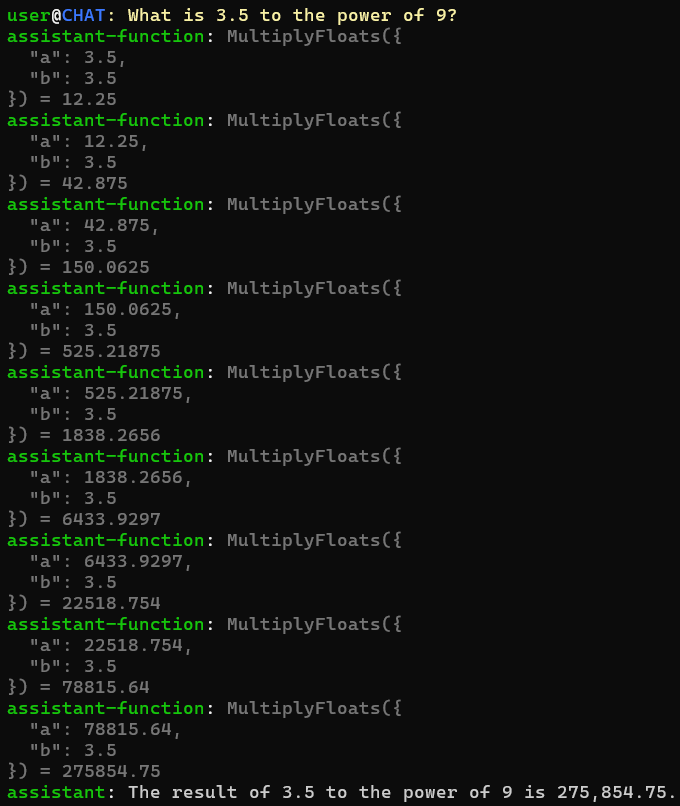 user@CHAT: What is 3.5 to the power of 9?
assistant-function: MultiplyFloats({
  "a": 3.5,
  "b": 3.5
}) = 12.25
assistant-function: MultiplyFloats({
  "a": 12.25,
  "b": 3.5
}) = 42.875
assistant-function: MultiplyFloats({
  "a": 42.875,
  "b": 3.5
}) = 150.0625
assistant-function: MultiplyFloats({
  "a": 150.0625,
  "b": 3.5
}) = 525.21875
assistant-function: MultiplyFloats({
  "a": 525.21875,
  "b": 3.5
}) = 1838.2656
assistant-function: MultiplyFloats({
  "a": 1838.2656,
  "b": 3.5
}) = 6433.9297
assistant-function: MultiplyFloats({
  "a": 6433.9297,
  "b": 3.5
}) = 22518.754
assistant-function: MultiplyFloats({
  "a": 22518.754,
  "b": 3.5
}) = 78815.64
assistant-function: MultiplyFloats({
  "a": 78815.64,
  "b": 3.5
}) = 275854.75
assistant: The result of 3.5 to the power of 9 is 275,854.75.